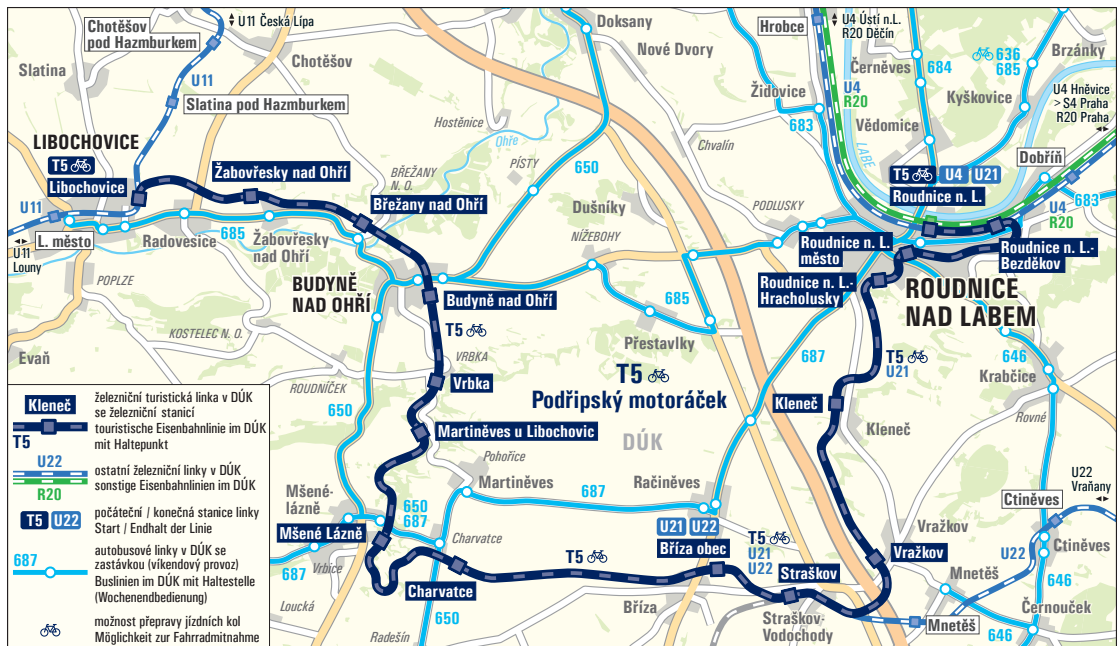 Chotěšov
pod Hazmburkem
U11 Česká Lípa
Slatina
Chotěšov
U11
Slatina pod Hazmburkem
Hostěnice
Ohře
Doksany
Nové Dvory
Hrobce
U4 Ústí n.L.
R20 Děčín
Černěves
684
636
685
Brzánky
Kyškovice
U4 Hněvice
> S4 Praha
R20 Praha
Židovice
683
U4
R20
Vědomice
LABE
Dobříň
Chvalín
LIBOCHOVICE
T5
Libochovice
Žabovřesky nad Ohří
BŘEŽANY
N. O.
Břežany nad Ohří
PÍSTY
650
T5
U4
U21
Roudnice n. L.
U4
R20
683
U11
L. město
U11
Louny
Radovesice
685
Žabovřesky
nad Ohří
POPLZE
Dušníky
NÍŽEBOHY
PODLUSKY
Roudnice n. L.
město
Roudnice n. L.-
Bezděkov
Roudnice n. L.-
Hracholusky
ROUDNICE
NAD LABEM
BUDYNĚ
NAD OHŘÍ
Budyně nad Ohří
T5
685
Přestavlky
687
KOSTELEC N. O.
Evaň
VRBKA
Vrbka
ROUDNÍČEK
650
T5
Podřipský motoráček
T5
U21
646
Krabčice
Rovné
Kleneč
Kleneč
DÚK
Martiněves u Libochovic
Pohořice
Martiněves
687
Račiněves
U21
U22
Bříza obec
T5
U21
U22
Mšené-
lázně
650
687
Mšené Lázně
Charvatce
687
Vrbice
Loucká
Charvatce
T5
650
Radešín
Bříza
Straškov
Straškov-
Vodochody
Vražkov
Vražkov
Mnetěš
Mnetěš
U22
Vraňany
Ctiněves
U22
Ctiněves
646
Černouček
646
Kleneč
T5
železniční turistická linka v DÚK
se železniční stanicí
touristische Eisenbahnlinie im DÚK
mit Haltepunkt
U22
R20
ostatní železniční linky v DÚK
sonstige Eisenbahnlinien im DÚK
T5
U22
počáteční / konečná stanice linky
Start / Endhalt der Linie
687
autobusové linky v DÚK se
zastávkou (víkendový provoz)
Buslinien im DÚK mit Haltestelle
(Wochenendbedienung)
možnost přepravy jízdních kol
Möglichkeit zur Fahrradmitnahme